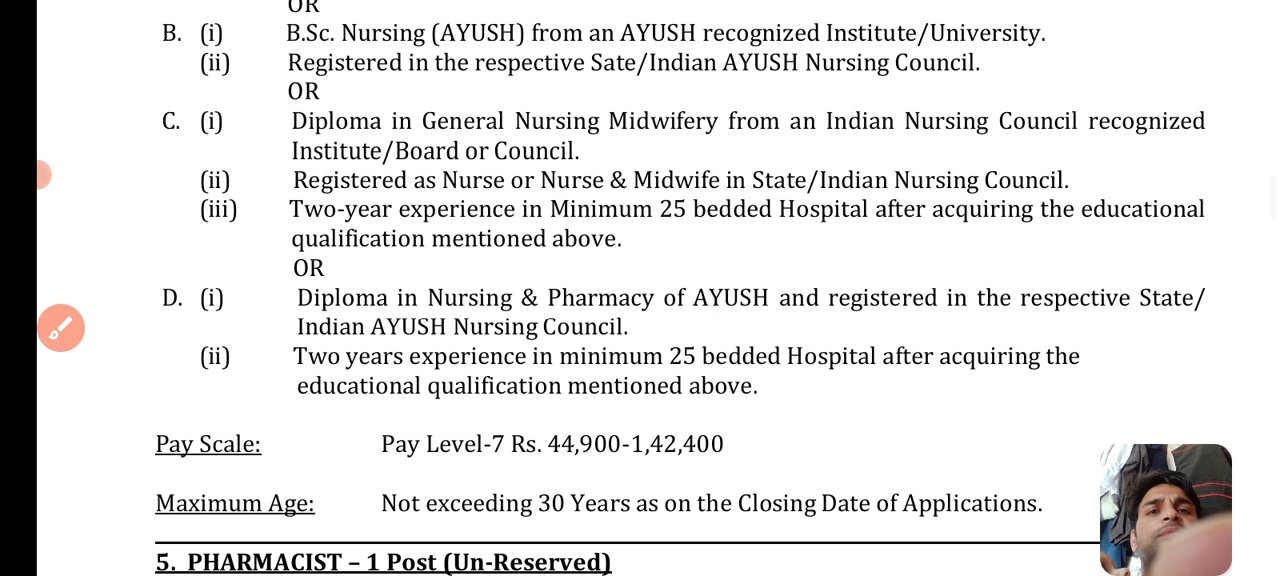 OR
B. (i) B.Sc. Nursing (AYUSH) from an AYUSH recognized Institute/University.
(ii) Registered in the respective Sate/Indian AYUSH Nursing Council.
OR
C. (i) Diploma in General Nursing Midwifery from an Indian Nursing Council recognized
Institute/Board or Council.
(ii) Registered as Nurse or Nurse & Midwife in State/Indian Nursing Council.
(iii) Two-year experience in Minimum 25 bedded Hospital after acquiring the educational
qualification mentioned above.
OR
D. (i) Diploma in Nursing & Pharmacy of AYUSH and registered in the respective State/
Indian AYUSH Nursing Council.
(ii) Two years experience in minimum 25 bedded Hospital after acquiring the
educational qualification mentioned above.
Pay Scale: Pay Level-7 Rs. 44,900-1,42,400
Maximum Age: Not exceeding 30 Years as on the Closing Date of Applications.
5. PHARMACIST – 1 Post (Un-Reserved)